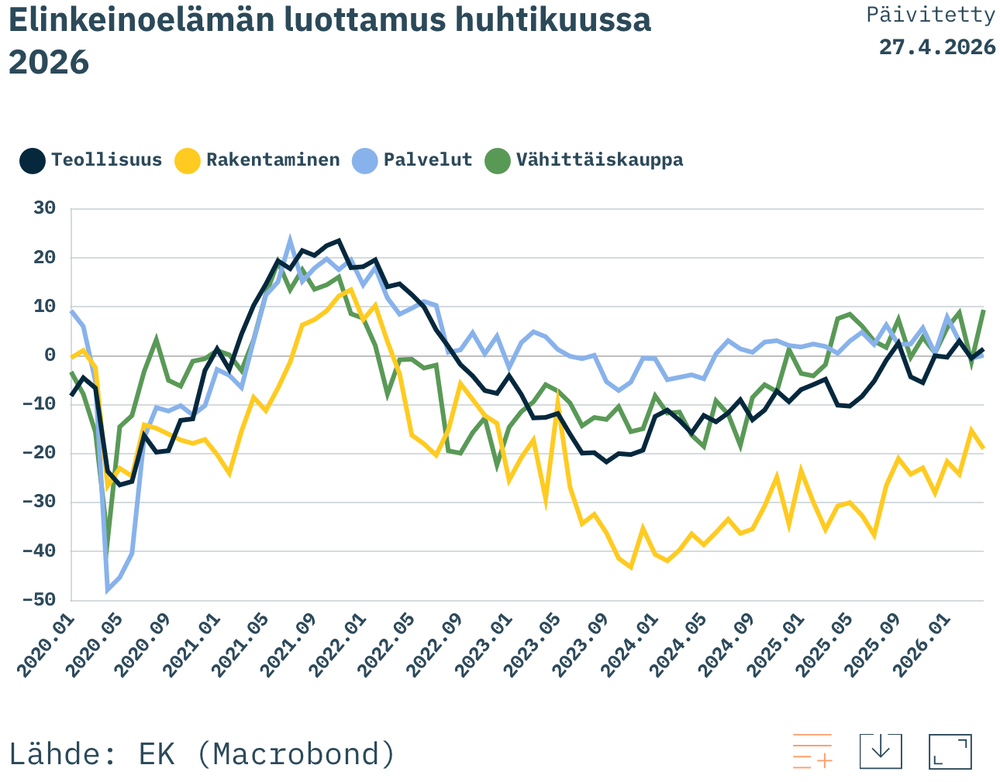 Elinkeinoelämän luottamus huhtikuussa
2026
Päivitetty
27.4.2026
Teollisuus Rakentaminen Palvelut Vähittäiskauppa
30
20
10
0
−10
−20
−30
−40
−50
2020.01 2020.05 2020.09 2021.01 2021.05 2021.09 2022.01 2022.05 2022.09 2023.01 2023.05 2023.09 2024.01 2024.05 2024.09 2025.01 2025.05 2025.09 2026.01
Lähde: EK (Macrobond)